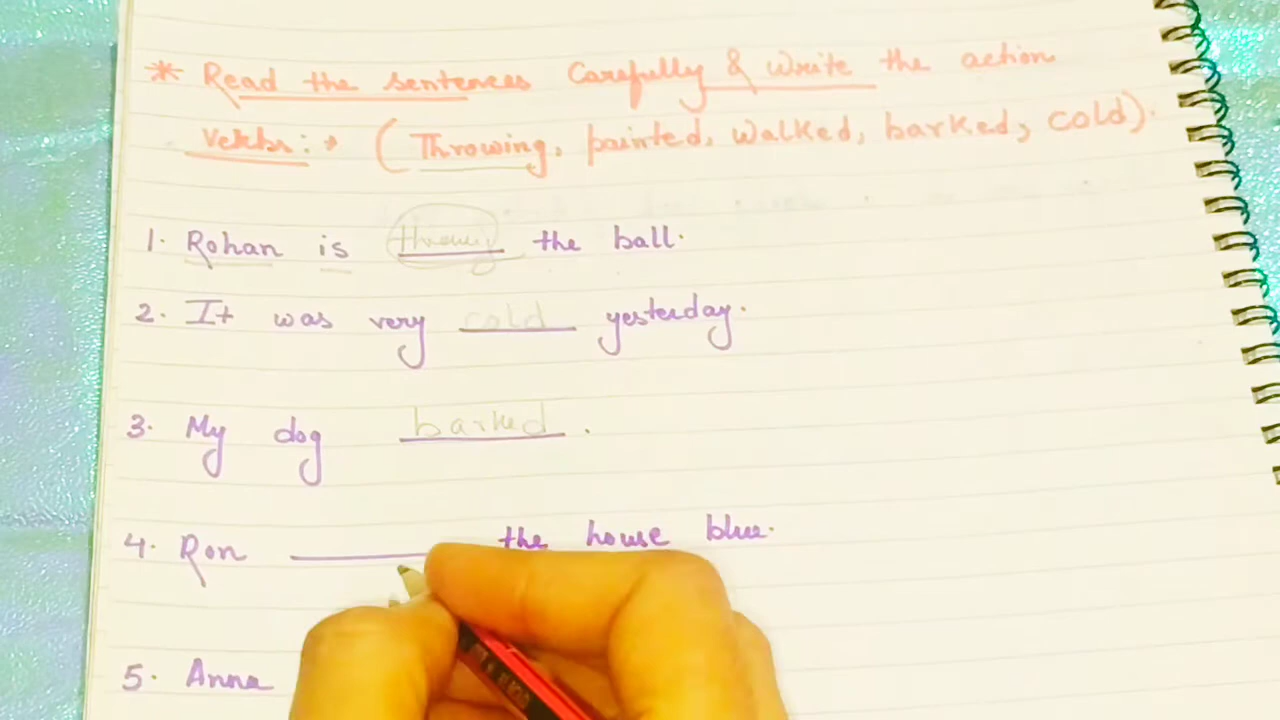 * Read the sentences Carefully & Write the action
Verbs:→ (Throwing, painted, walked, barked, cold).
1. Rohan is throwing the ball.
2. It was very cold yesterday.
3. My dog barked.
4. Ron the house blue.
5. Anna